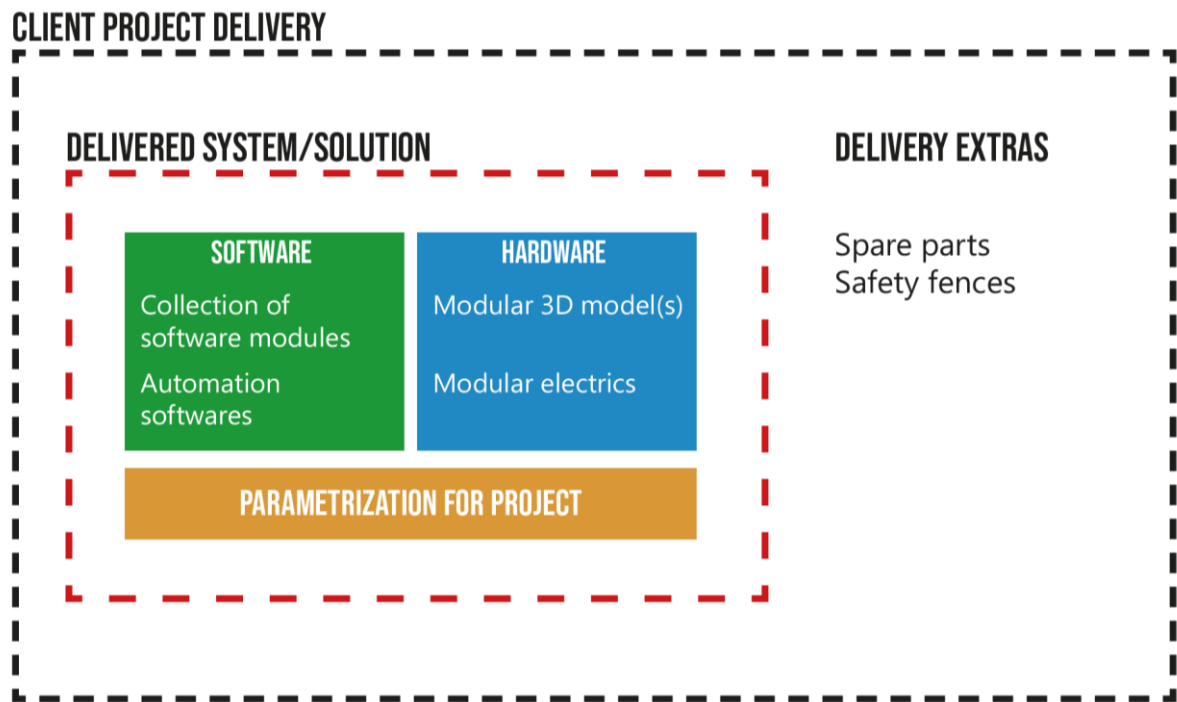 CLIENT PROJECT DELIVERY
DELIVERED SYSTEM/SOLUTION
SOFTWARE
Collection of
software modules
Automation
softwares
HARDWARE
Modular 3D model(s)
Modular electrics
PARAMETRIZATION FOR PROJECT
DELIVERY EXTRAS
Spare parts
Safety fences